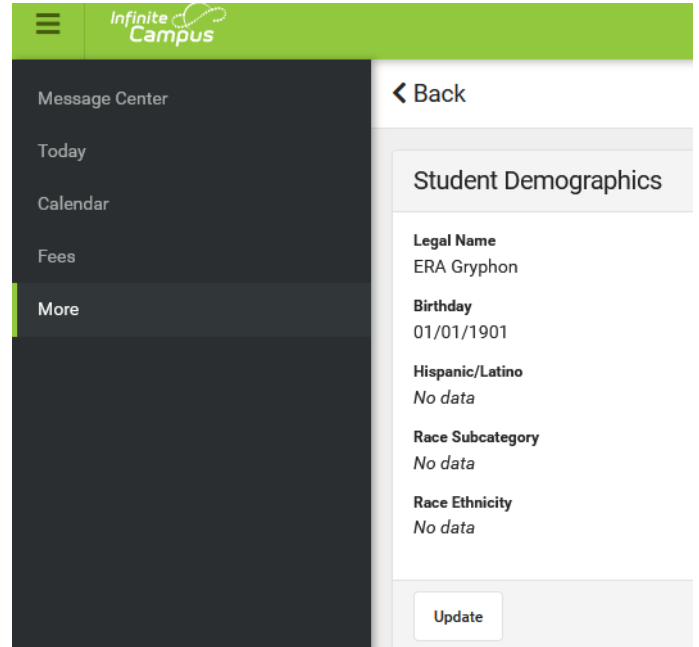 Infinite
Campus
Message Center
Today
Calendar
Fees
More
Back
Student Demographics
Legal Name
ERA Gryphon
Birthday
01/01/1901
Hispanic/Latino
No data
Race Subcategory
No data
Race Ethnicity
No data
Update